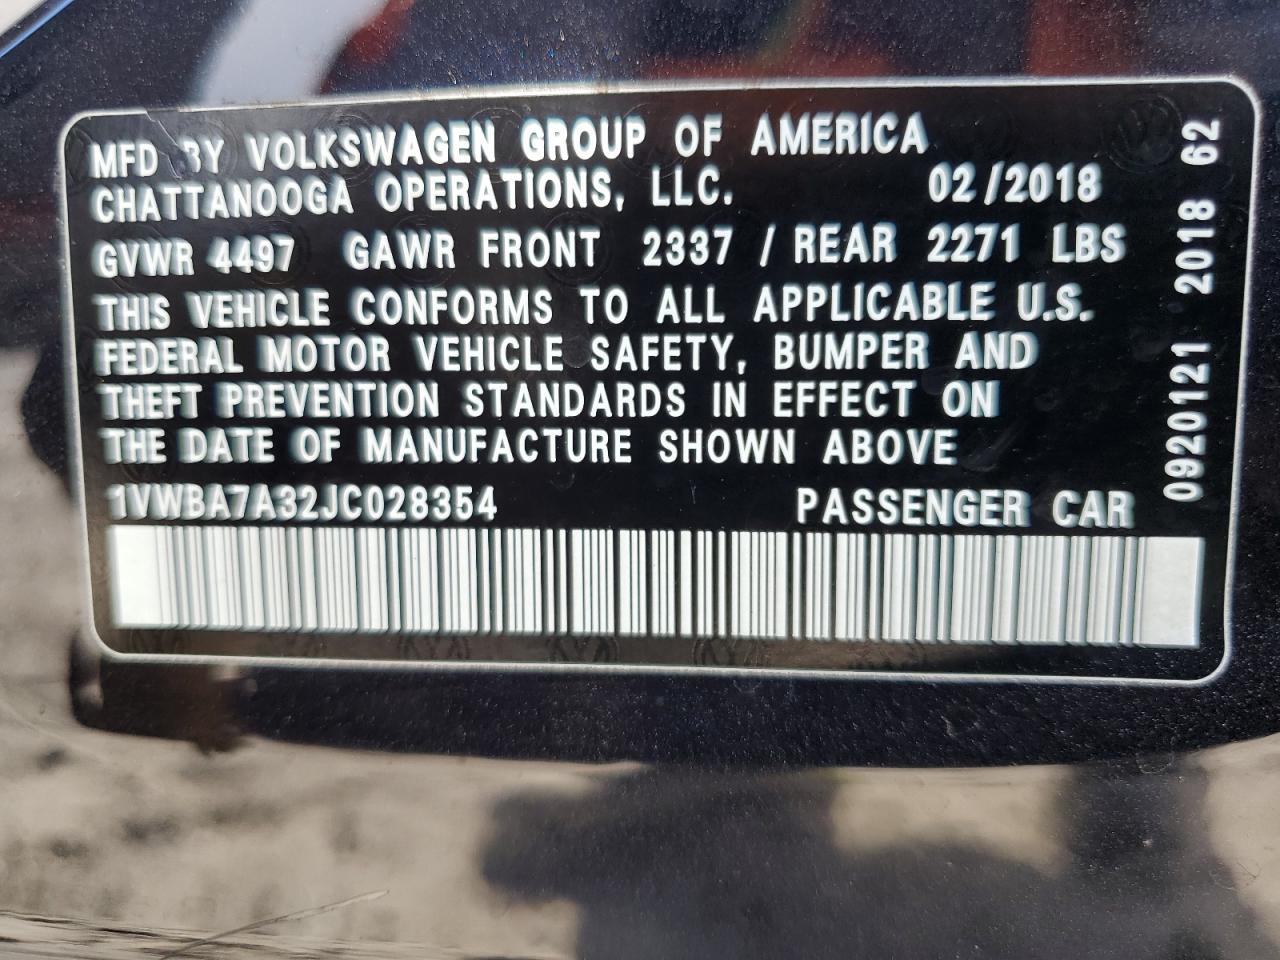 MFD BY VOLKSWAGEN GROUP OF AMERICA
CHATTANOOGA OPERATIONS, LLC. 02/2018
GVWR 4497 GAWR FRONT 2337 / REAR 2271 LBS
THIS VEHICLE CONFORMS TO ALL APPLICABLE U.S.
FEDERAL MOTOR VEHICLE SAFETY, BUMPER AND
THEFT PREVENTION STANDARDS IN EFFECT ON
THE DATE OF MANUFACTURE SHOWN ABOVE
1VWBA7A32JC028354 PASSENGER CAR
0920121 2018 62